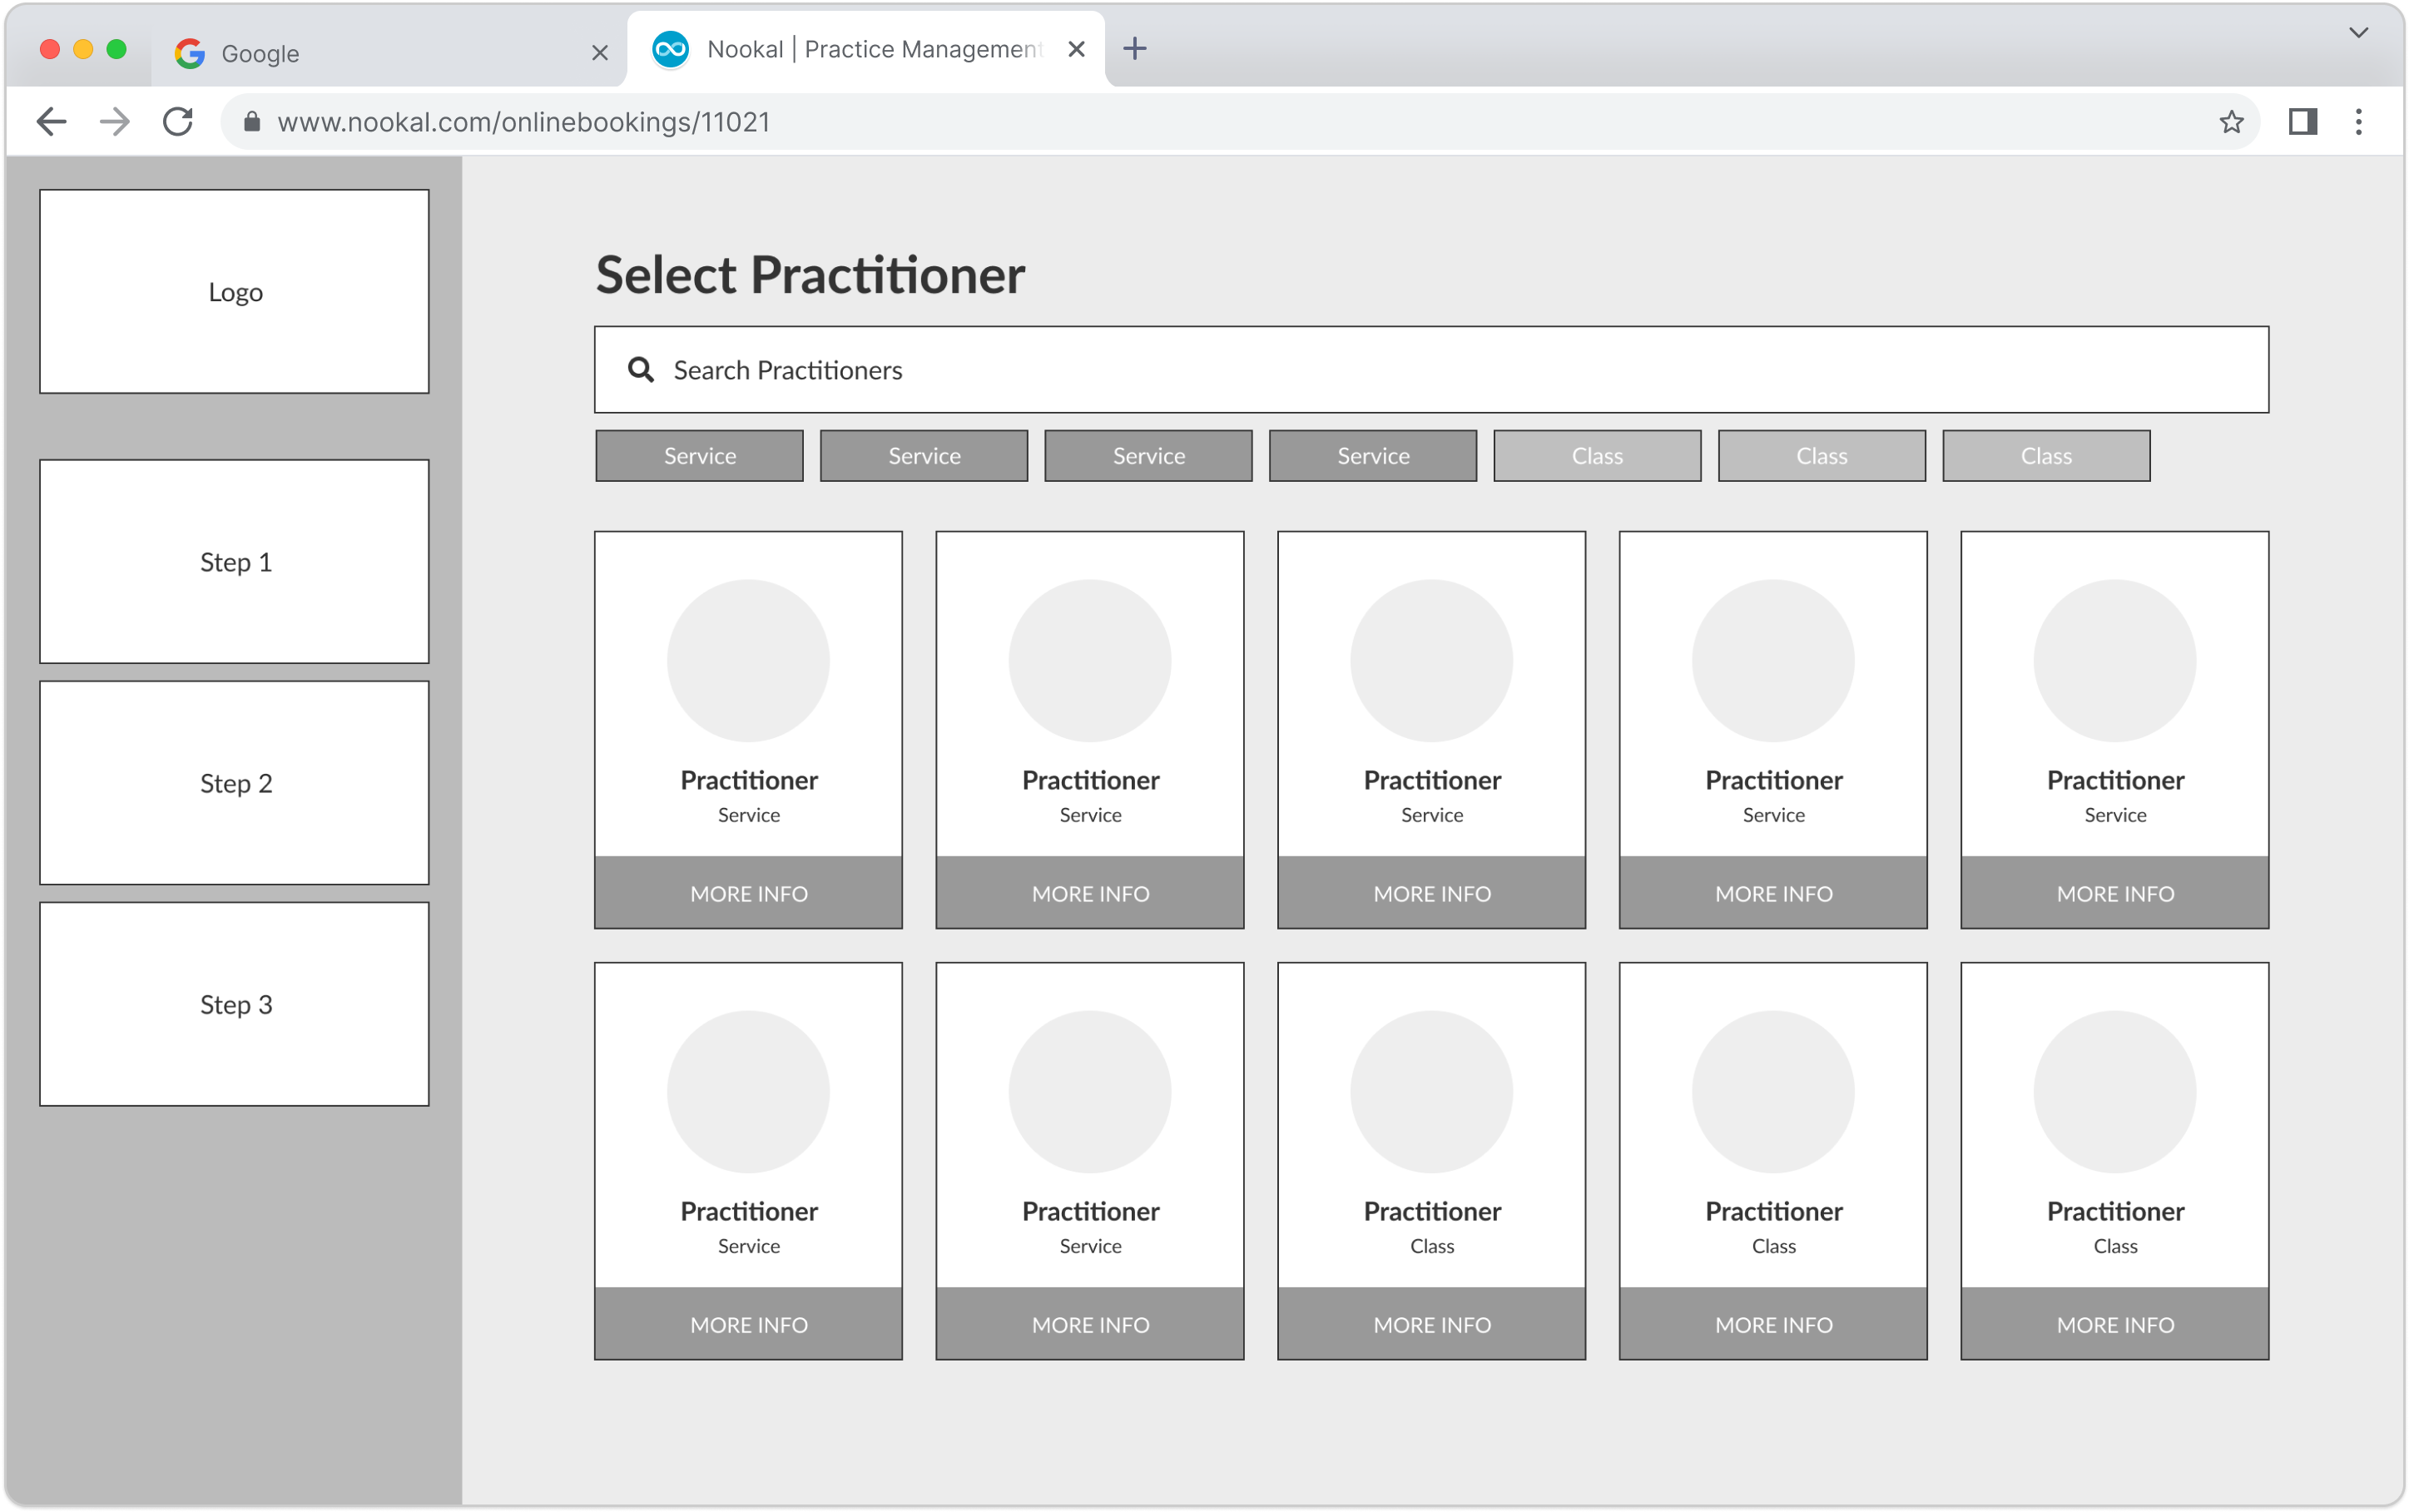 Google
Nookal | Practice Management
www.nookal.com/onlinebookings/11021
Logo
Step 1
Step 2
Step 3
Select Practitioner
Search Practitioners
Service Service Service Service Class Class Class
Practitioner Practitioner Practitioner Practitioner Practitioner
Service Service Service Service Service
MORE INFO MORE INFO MORE INFO MORE INFO MORE INFO
Practitioner Practitioner Practitioner Practitioner Practitioner
Service Service Class Class Class
MORE INFO MORE INFO MORE INFO MORE INFO MORE INFO